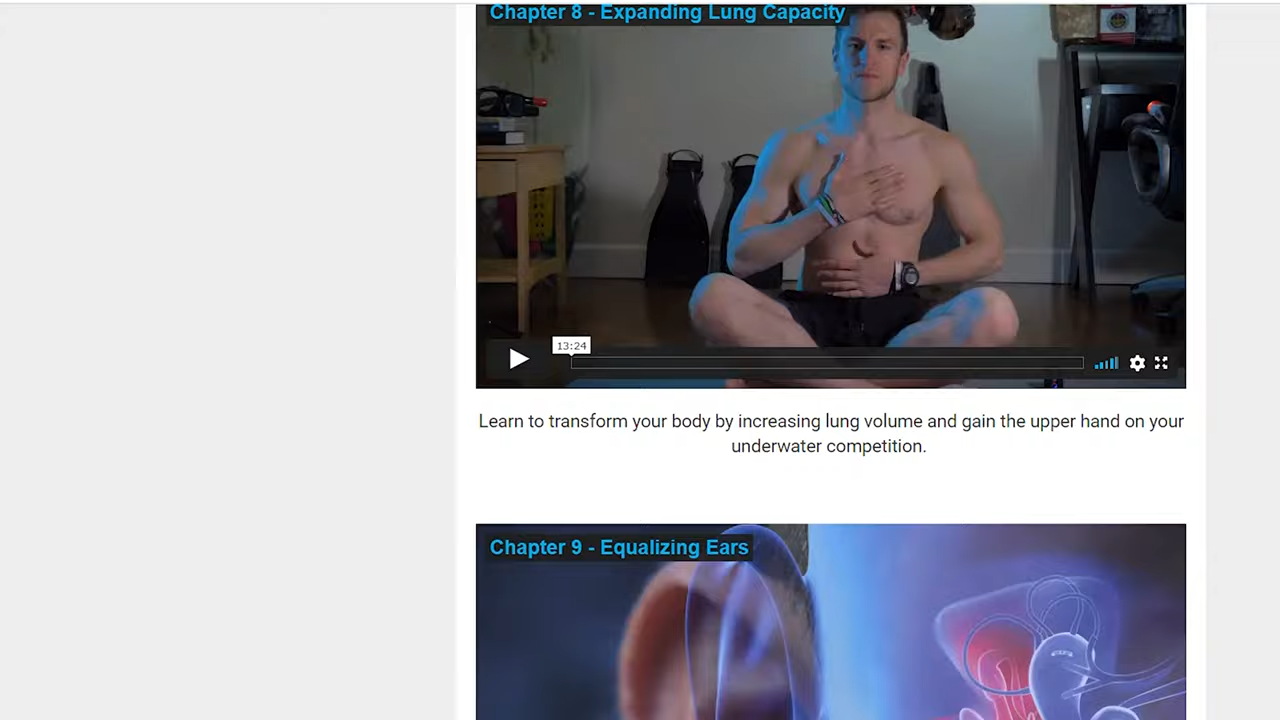 Chapter 8 - Expanding Lung Capacity
13:24
Learn to transform your body by increasing lung volume and gain the upper hand on your
underwater competition.
Chapter 9 - Equalizing Ears